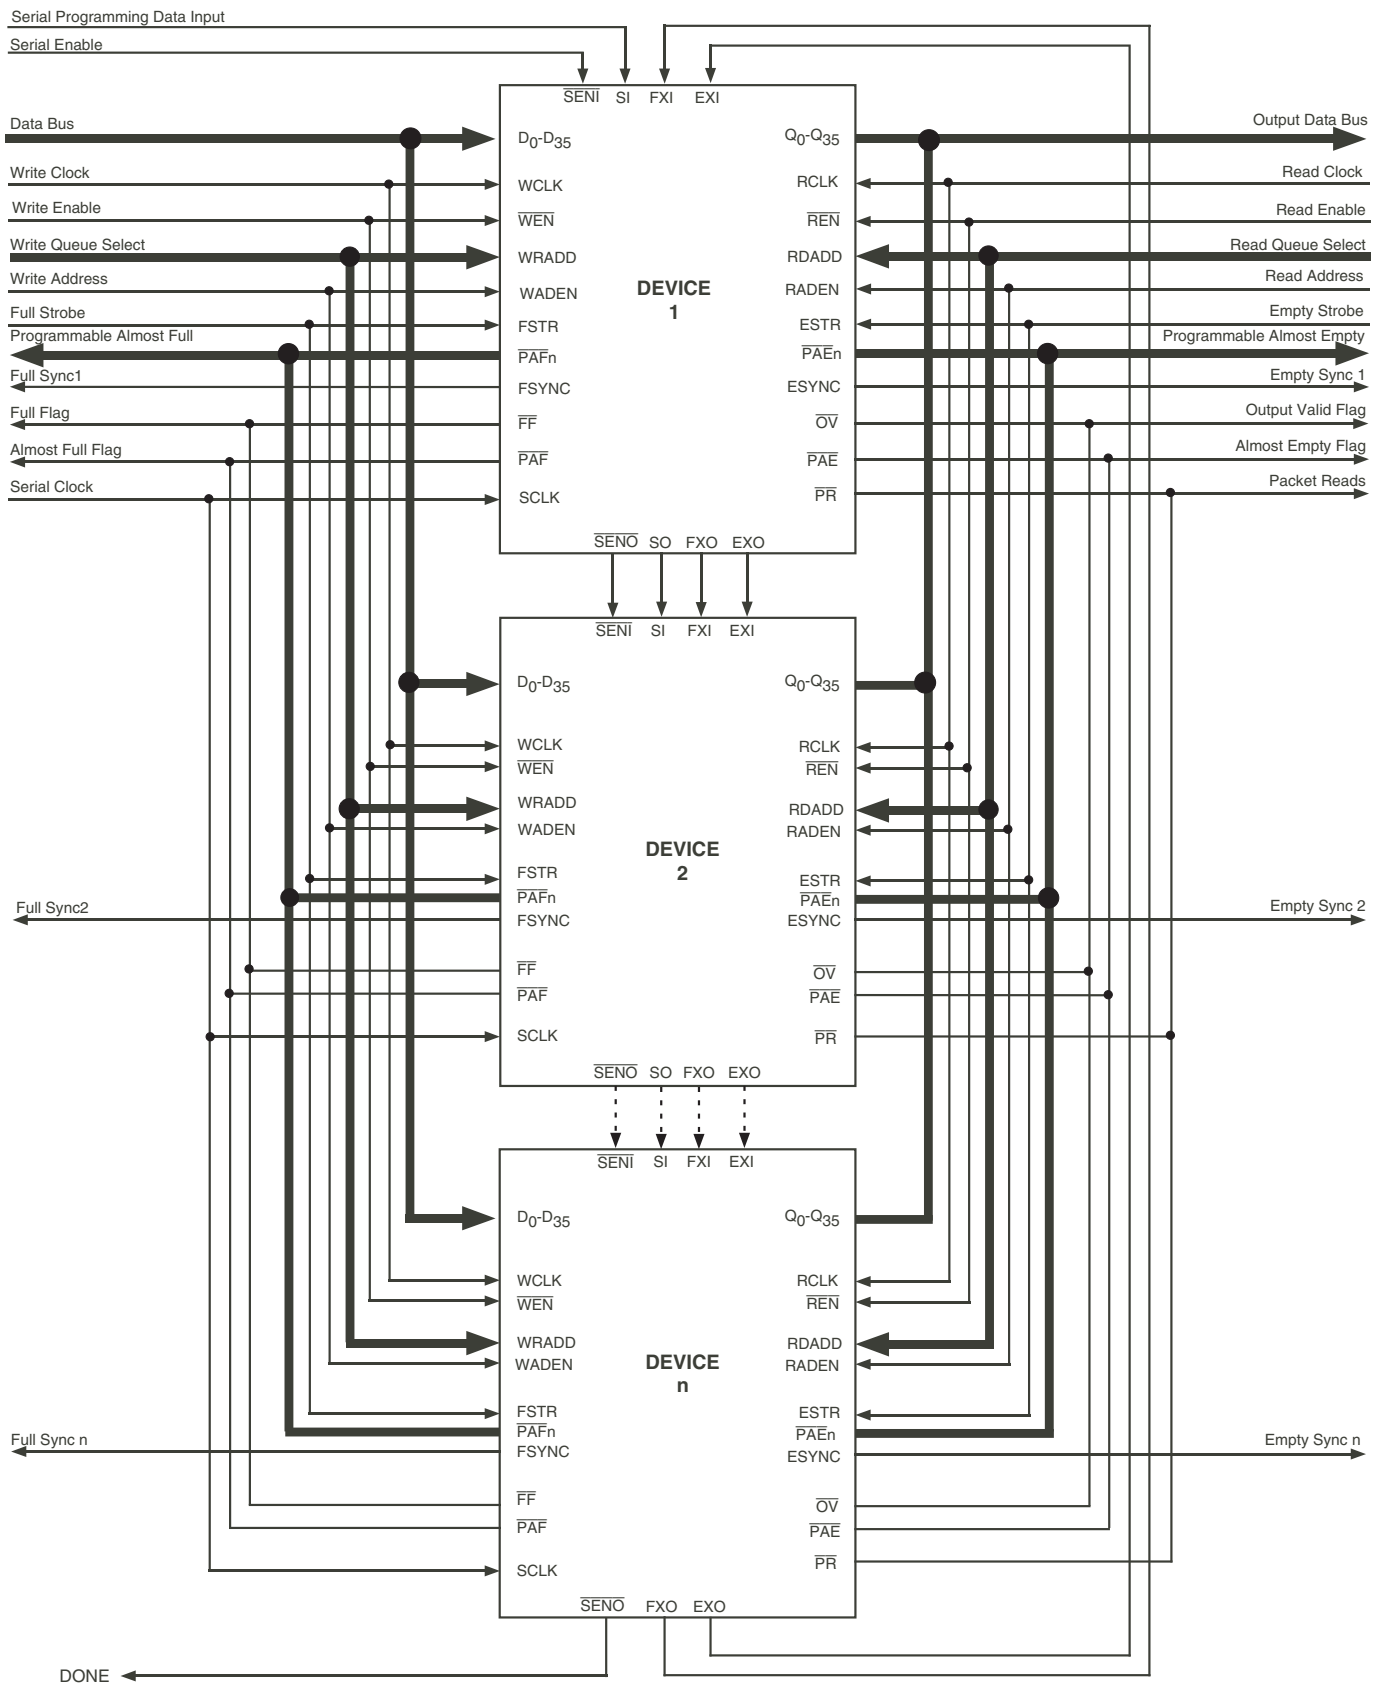 Serial Programming Data Input
Serial Enable
SENI SI FXI EXI
Data Bus
D0-D35
Q0-Q35
Output Data Bus
Write Clock
WCLK
RCLK
Read Clock
Write Enable
WEN
REN
Read Enable
Write Queue Select
WRADD
RDADD
Read Queue Select
Write Address
WADEN
DEVICE
1
RADEN
Read Address
Full Strobe
FSTR
ESTR
Empty Strobe
Programmable Almost Full
PAFn
PAEn
Programmable Almost Empty
Full Sync1
FSYNC
ESYNC
Empty Sync 1
Full Flag
FF
OV
Output Valid Flag
Almost Full Flag
PAF
PAE
Almost Empty Flag
Serial Clock
SCLK
PR
Packet Reads
SENO SO FXO EXO
SENI SI FXI EXI
D0-D35
Q0-Q35
WCLK
RCLK
WEN
REN
WRADD
RDADD
WADEN
RADEN
DEVICE
2
FSTR
ESTR
PAFn
PAEn
Full Sync2
FSYNC
ESYNC
Empty Sync 2
FF
OV
PAF
PAE
SCLK
PR
SENO SO FXO EXO
SENI SI FXI EXI
D0-D35
Q0-Q35
WCLK
RCLK
WEN
REN
WRADD
RDADD
WADEN
RADEN
DEVICE
n
FSTR
ESTR
PAFn
PAEn
Full Sync n
FSYNC
ESYNC
Empty Sync n
FF
OV
PAF
PAE
SCLK
PR
SENO FXO EXO
DONE